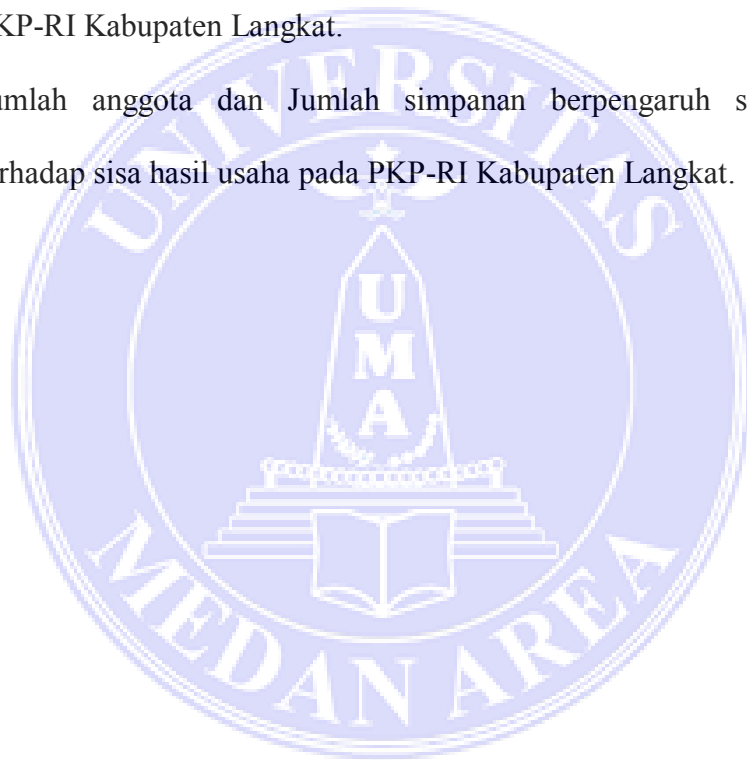 KP-RI Kabupaten Langkat.
umlah anggota dan Jumlah simpanan berpengaruh s
rhadap sisa hasil usaha pada PKP-RI Kabupaten Langkat.
UNIVERSITAS
U
M
A
MEDAN AREA